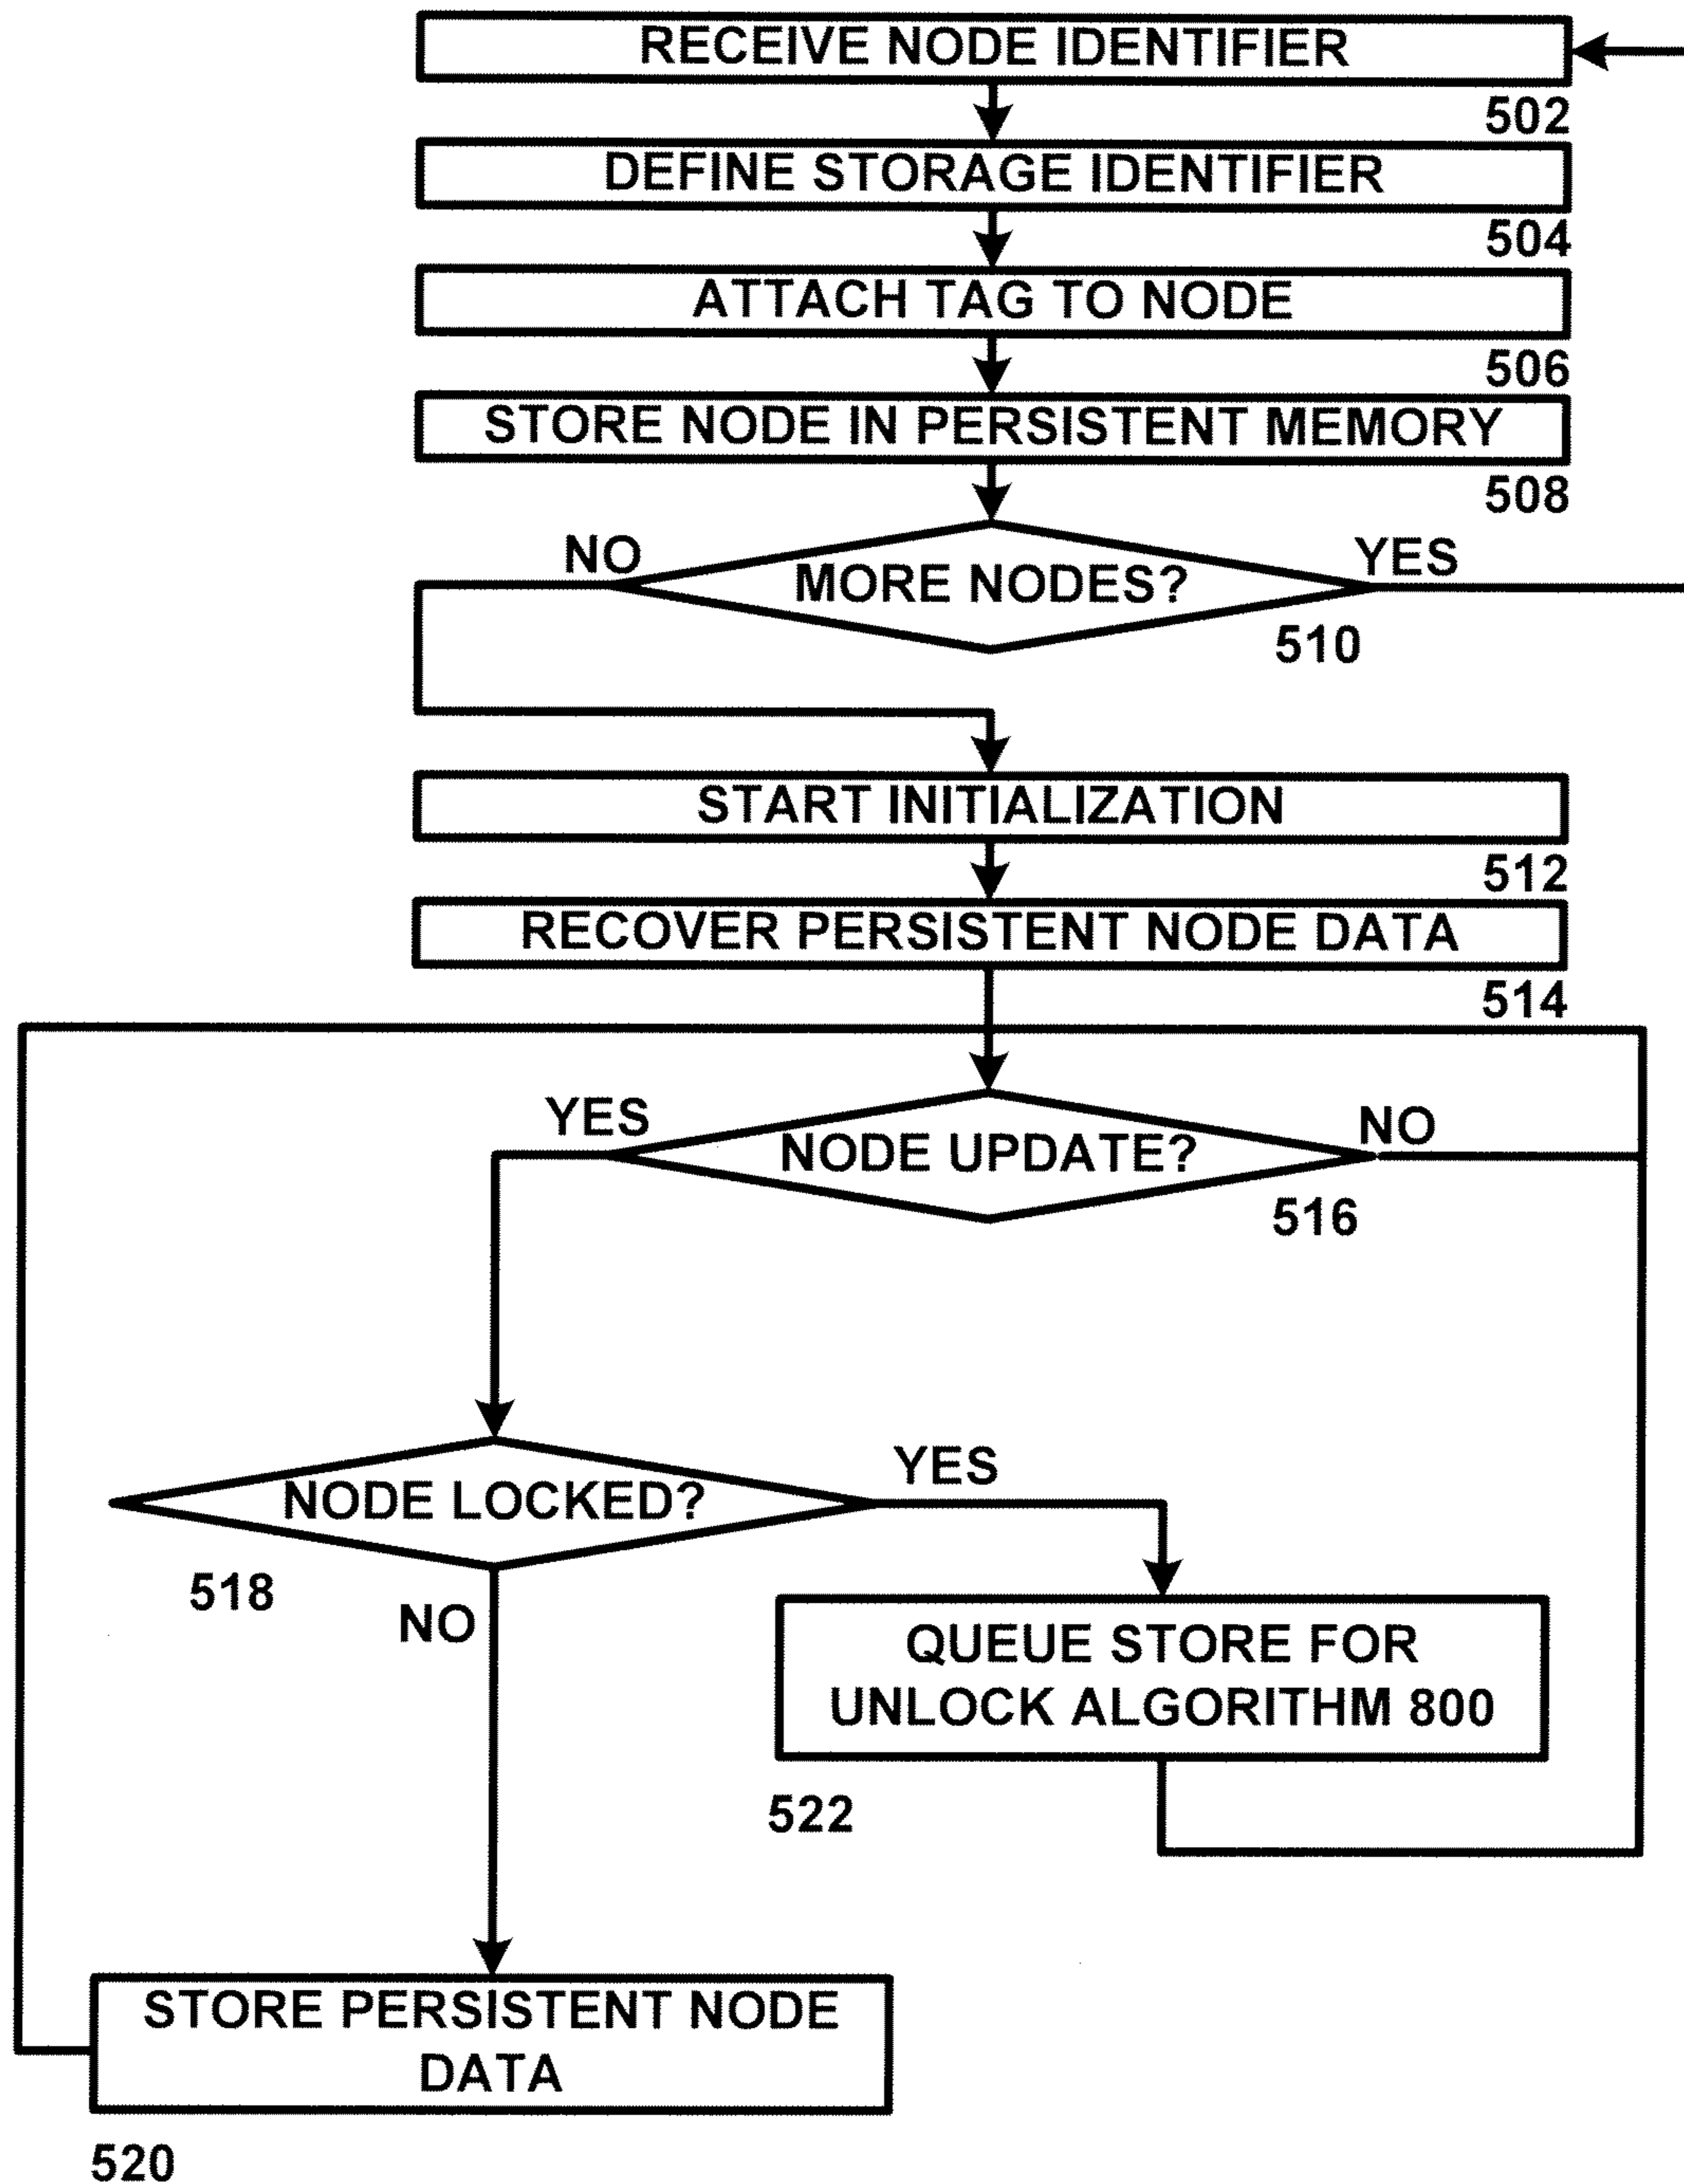 RECEIVE NODE IDENTIFIER
502
DEFINE STORAGE IDENTIFIER
504
ATTACH TAG TO NODE
506
STORE NODE IN PERSISTENT MEMORY
508
NO
YES
MORE NODES?
510
START INITIALIZATION
512
RECOVER PERSISTENT NODE DATA
514
YES
NO
NODE UPDATE?
516
YES
NODE LOCKED?
518
NO
QUEUE STORE FOR
UNLOCK ALGORITHM 800
522
STORE PERSISTENT NODE
DATA
520